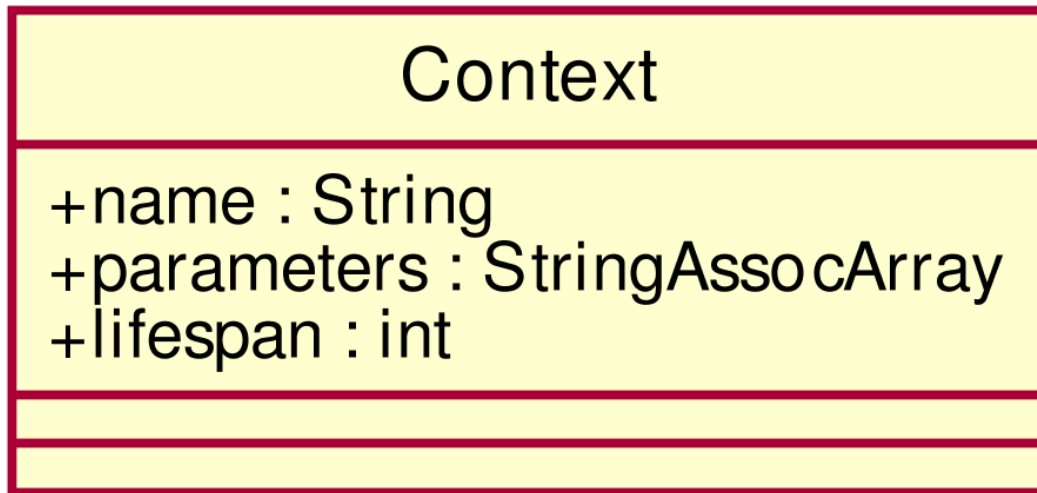 Context
+name : String
+parameters : StringAssocArray
+lifespan : int